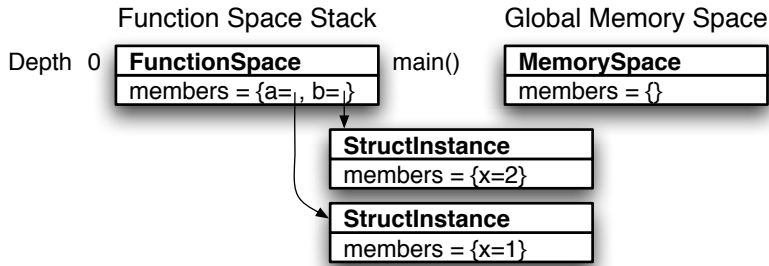 Function Space Stack
Global Memory Space
Depth 0
FunctionSpace
members = {a= , b= }
main()
MemorySpace
members = {}
StructInstance
members = {x=2}
StructInstance
members = {x=1}